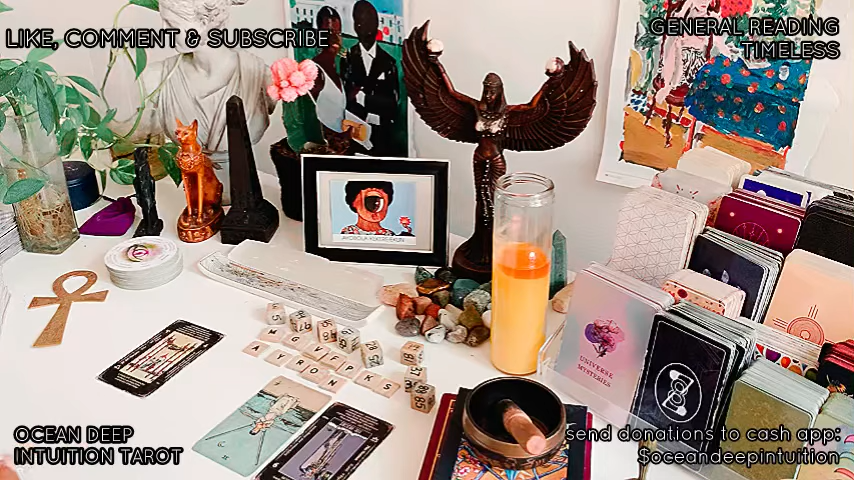 LIKE, COMMENT & SUBSCRIBE
GENERAL READING
TIMELESS
UNIVERSE
MYSTERIES
OCEAN DEEP
INTUITION TAROT
send donations to cash app:
$oceandeepintuition